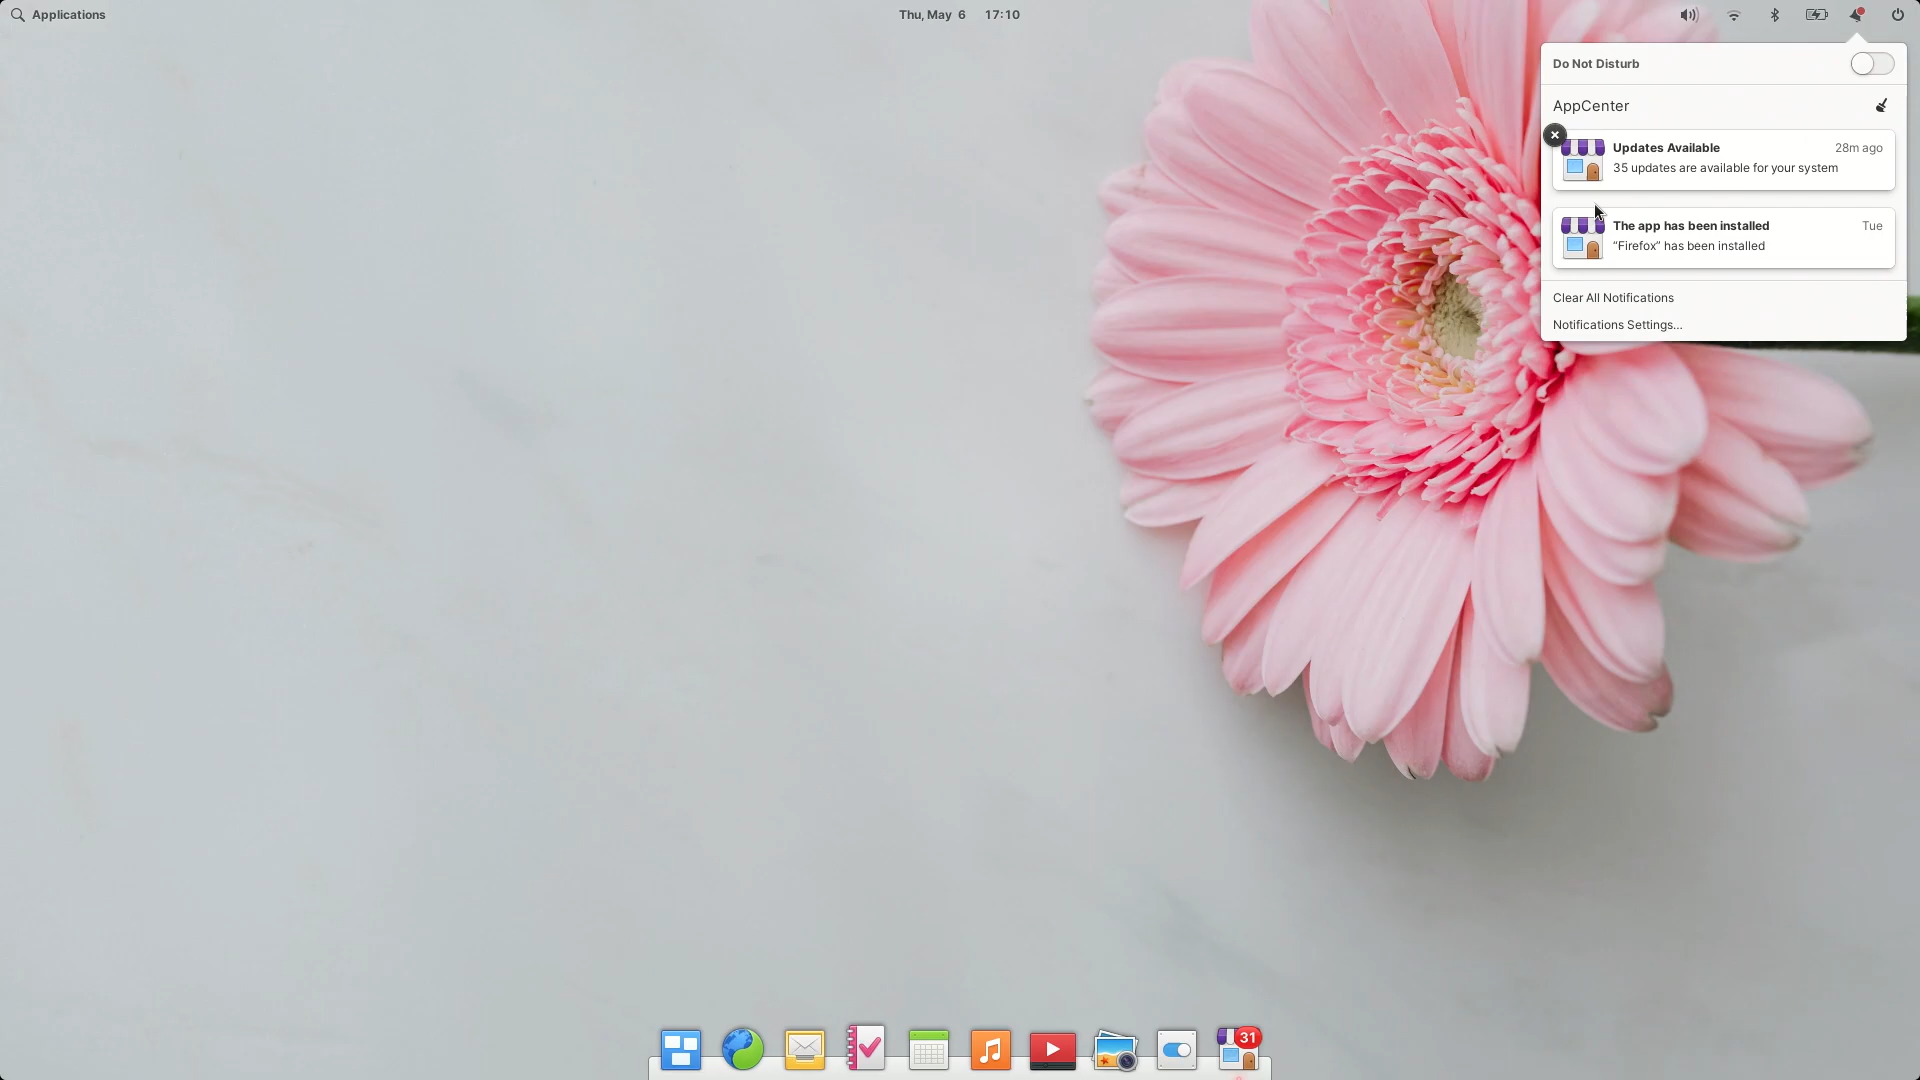 Applications
Thu, May 6 17:10
Do Not Disturb
AppCenter
Updates Available 28m ago
35 updates are available for your system
The app has been installed Tue
“Firefox” has been installed
Clear All Notifications
Notifications Settings…
31